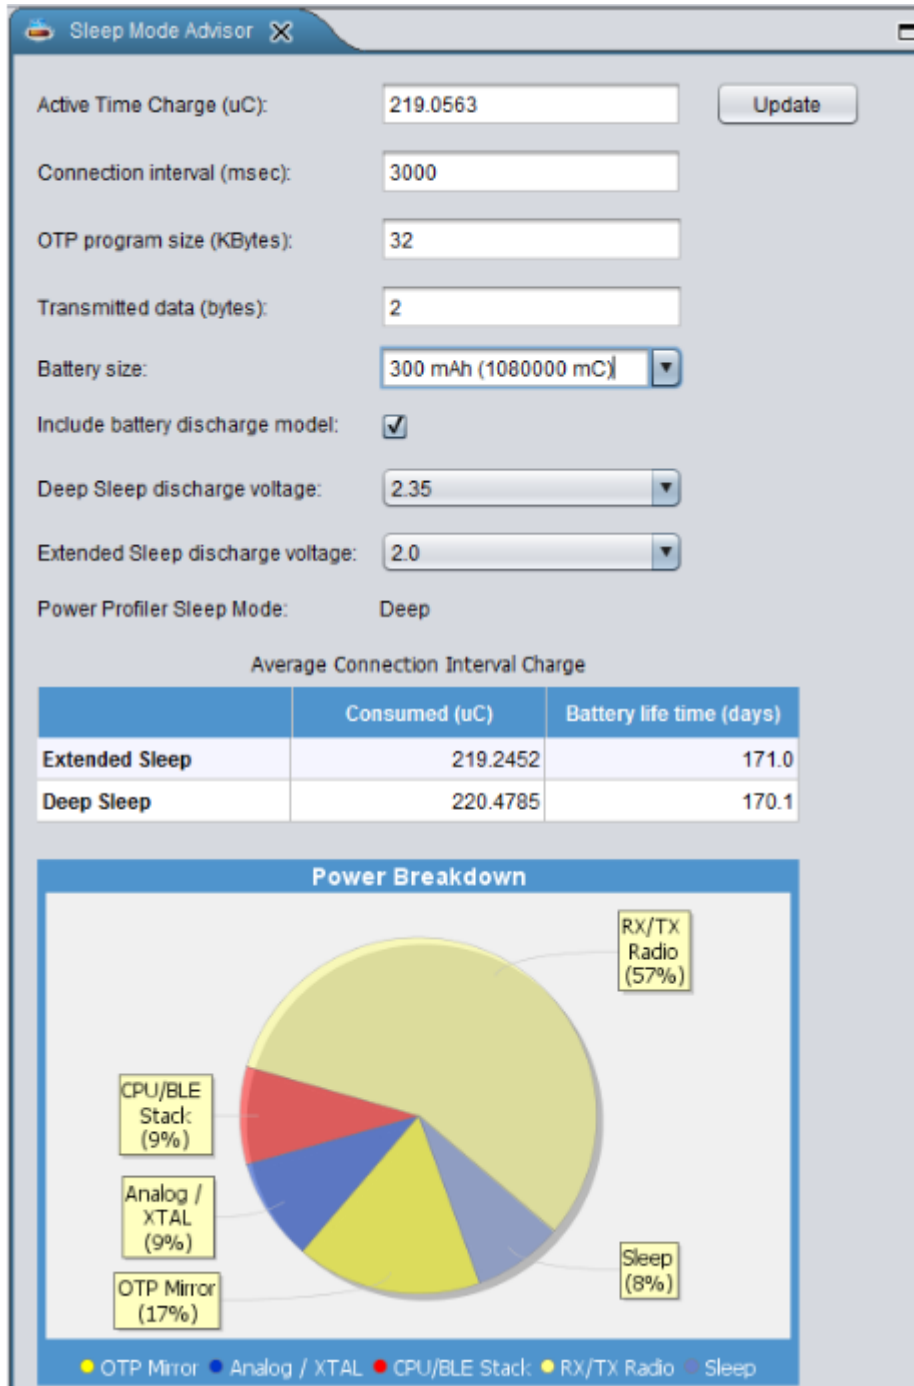 Sleep Mode Advisor
Active Time Charge (uC): 219.0563 Update
Connection interval (msec): 3000
OTP program size (KBytes): 32
Transmitted data (bytes): 2
Battery size: 300 mAh (1080000 mC)
Include battery discharge model:
Deep Sleep discharge voltage: 2.35
Extended Sleep discharge voltage: 2.0
Power Profiler Sleep Mode: Deep
Average Connection Interval Charge
Consumed (uC) Battery life time (days)
Extended Sleep 219.2452 171.0
Deep Sleep 220.4785 170.1
Power Breakdown
RX/TX
Radio
(57%)
CPU/BLE
Stack
(9%)
Analog /
XTAL
(9%)
OTP Mirror
(17%)
Sleep
(8%)
OTP Mirror Analog / XTAL CPU/BLE Stack RX/TX Radio Sleep